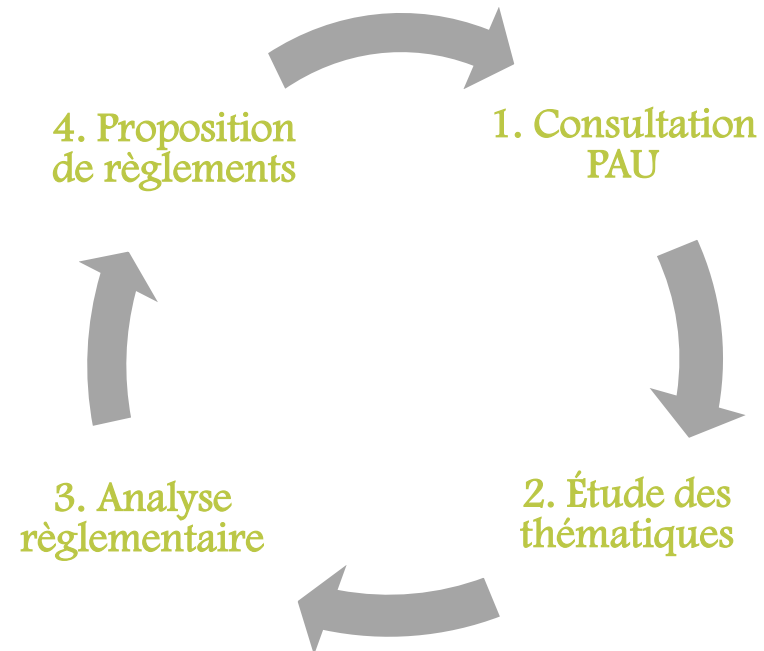 1. Consultation
PAU
2. Étude des
thématiques
3. Analyse
règlementaire
4. Proposition
de règlements